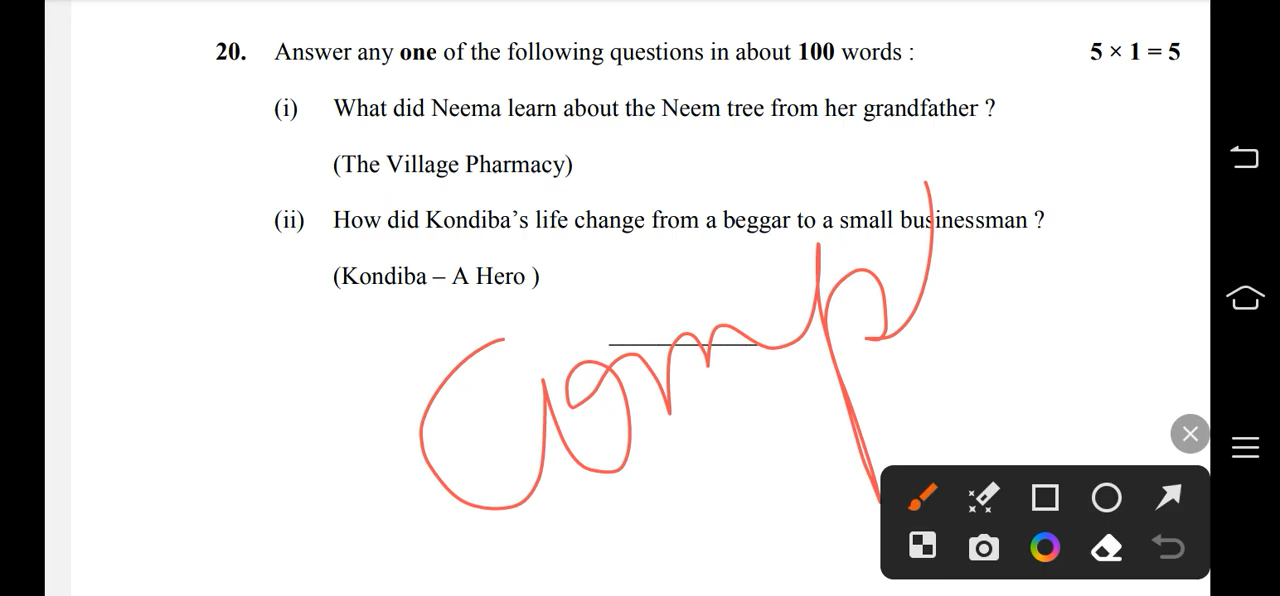 20. Answer any one of the following questions in about 100 words : 5 × 1 = 5
(i) What did Neema learn about the Neem tree from her grandfather ?
(The Village Pharmacy)
(ii) How did Kondiba’s life change from a beggar to a small businessman ?
(Kondiba – A Hero )